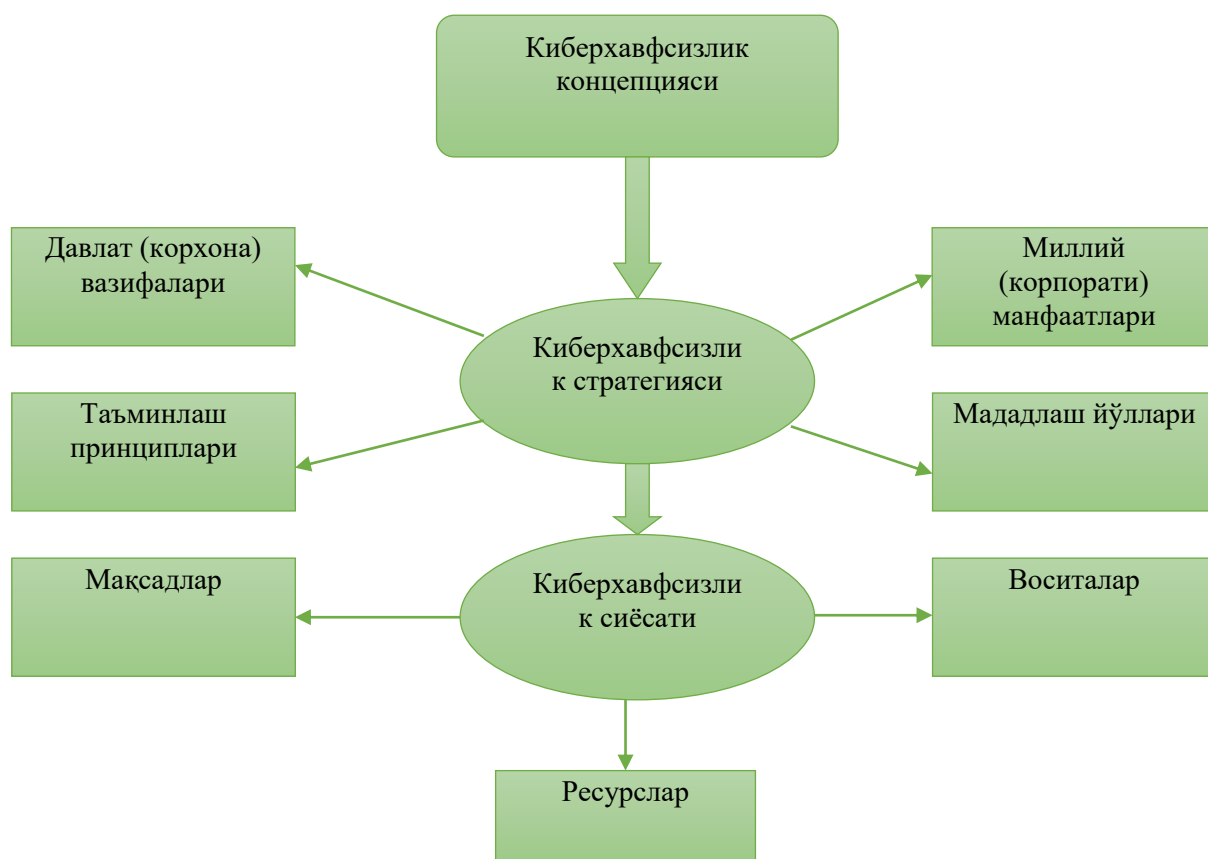 Киберхавфсизлик
концепцияси
Давлат (корхона)
вазифалари
Миллий
(корпорати)
манфаатлари
Киберхавфсизли
к стратегияси
Таъминлаш
принциплари
Мададлаш йўллари
Мақсадлар
Киберхавфсизли
к сиёсати
Воситалар
Ресурслар